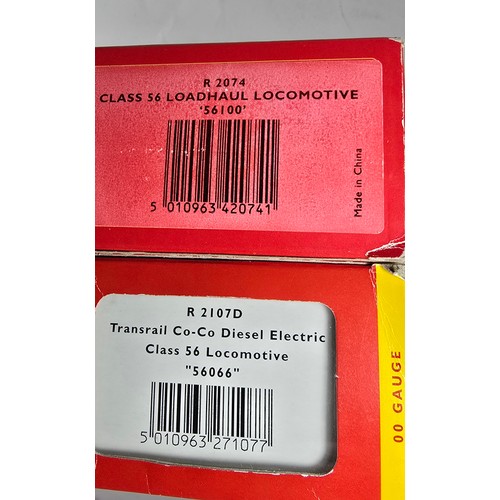 R 2074
CLASS 56 LOADHAUL LOCOMOTIVE
'56100'
5 010963 420741
Made in China
R 2107D
Transrail Co-Co Diesel Electric
Class 56 Locomotive
"56066"
5 010963 271077
00 GAUGE